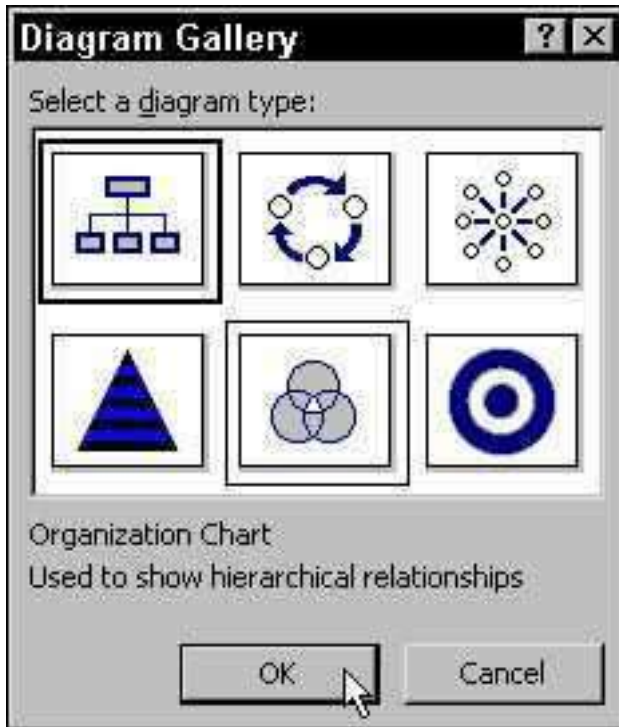 Diagram Gallery
Select a diagram type:
Organization Chart
Used to show hierarchical relationships
OK Cancel